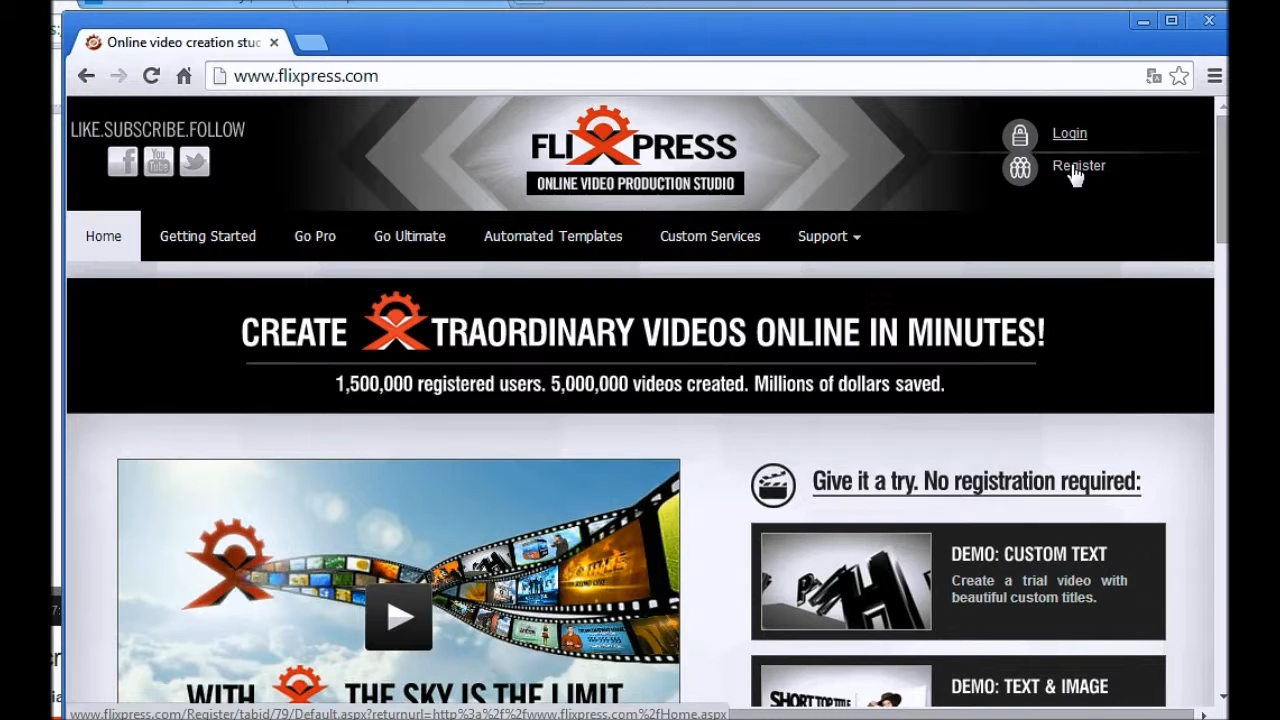 Online video creation stuc
www.flixpress.com
LIKE.SUBSCRIBE.FOLLOW
You
Tube
FLIXPRESS
ONLINE VIDEO PRODUCTION STUDIO
Login
Register
Home
Getting Started
Go Pro
Go Ultimate
Automated Templates
Custom Services
Support
CREATE XTRAORDINARY VIDEOS ONLINE IN MINUTES!
1,500,000 registered users. 5,000,000 videos created. Millions of dollars saved.
Give it a try. No registration required:
DEMO: CUSTOM TEXT
Create a trial video with
beautiful custom titles.
WITH X THE SKY IS THE LIMIT
SHORT TOP TITLE
DEMO: TEXT & IMAGE
www.flixpress.com/Register/tabid/79/Default.aspx?returnurl=http%3a%2f%2fwww.flixpress.com%2fHome.aspx